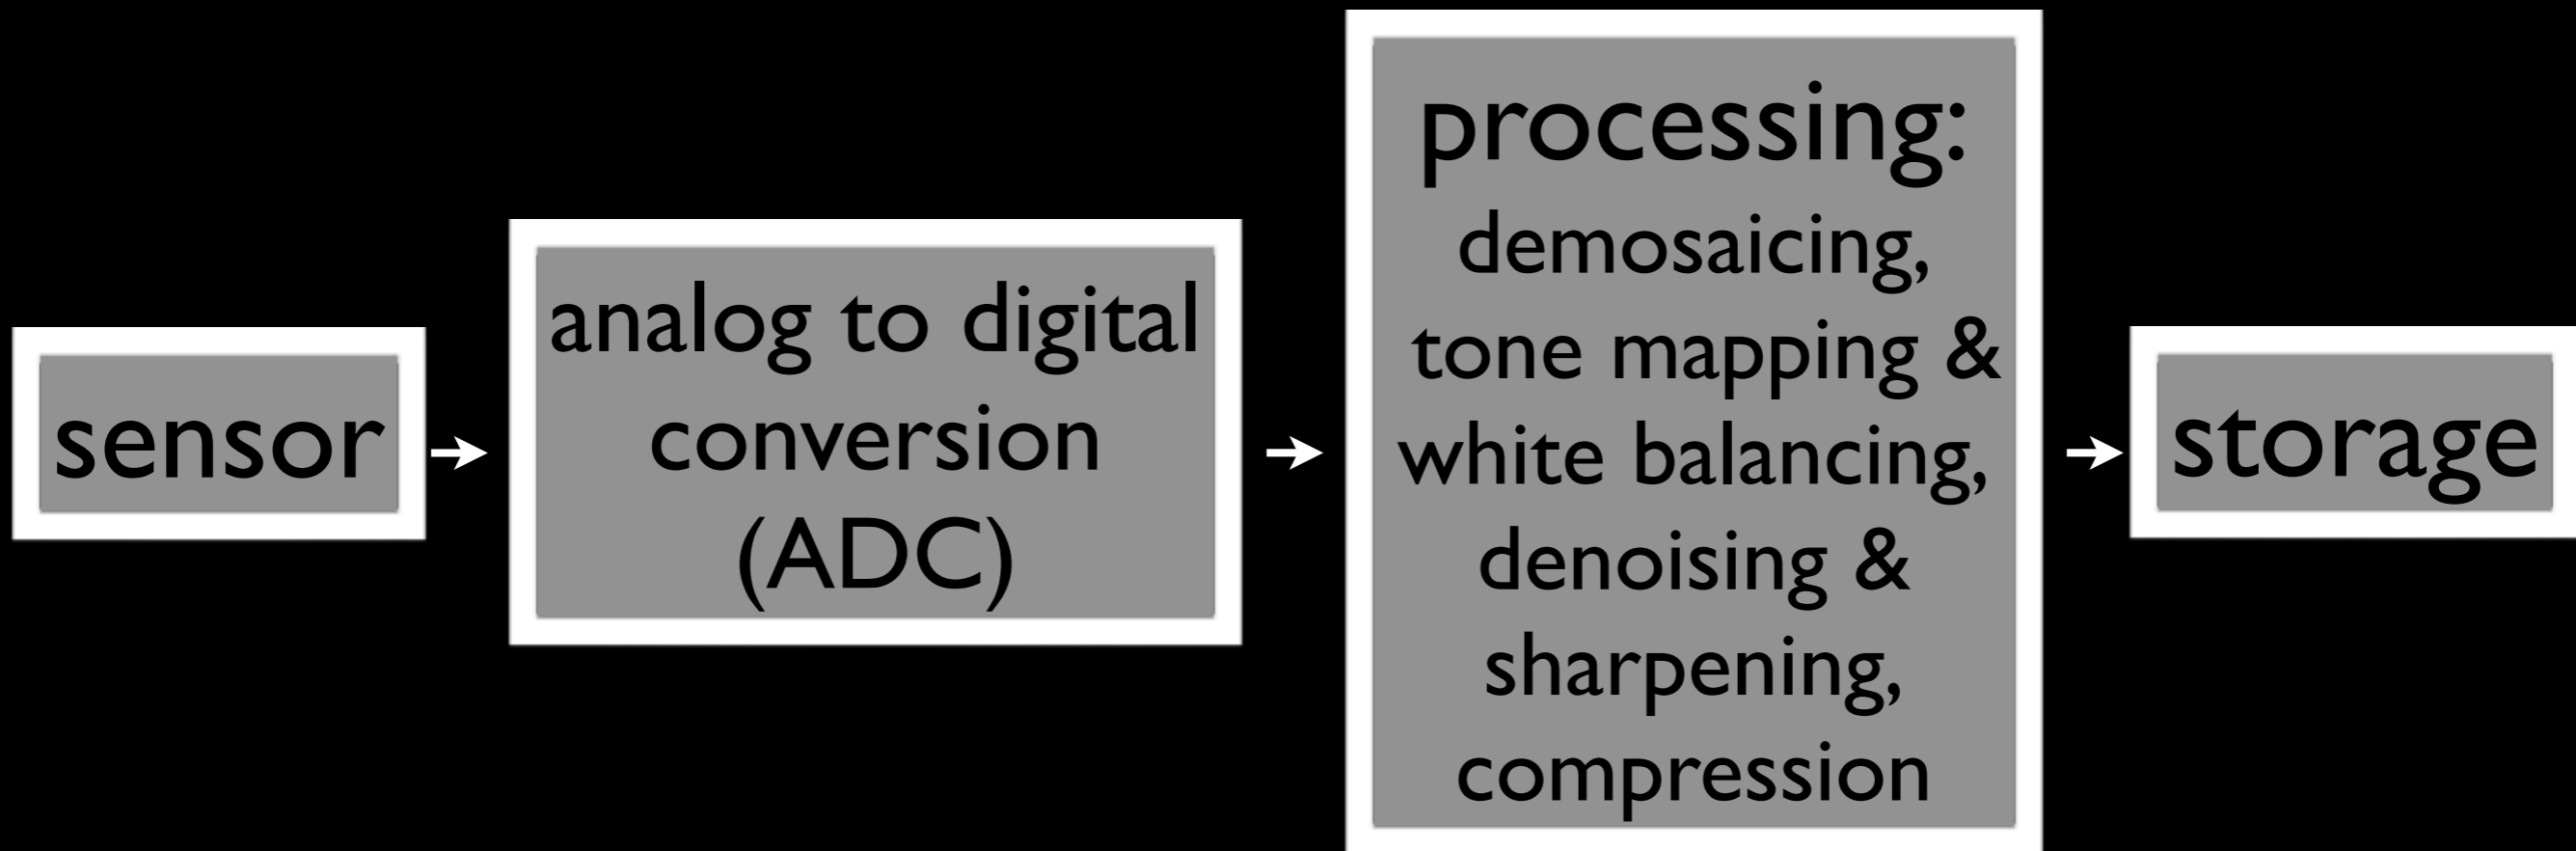 sensor
analog to digital
conversion
(ADC)
processing:
demosaicing,
tone mapping &
white balancing,
denoising &
sharpening,
compression
storage